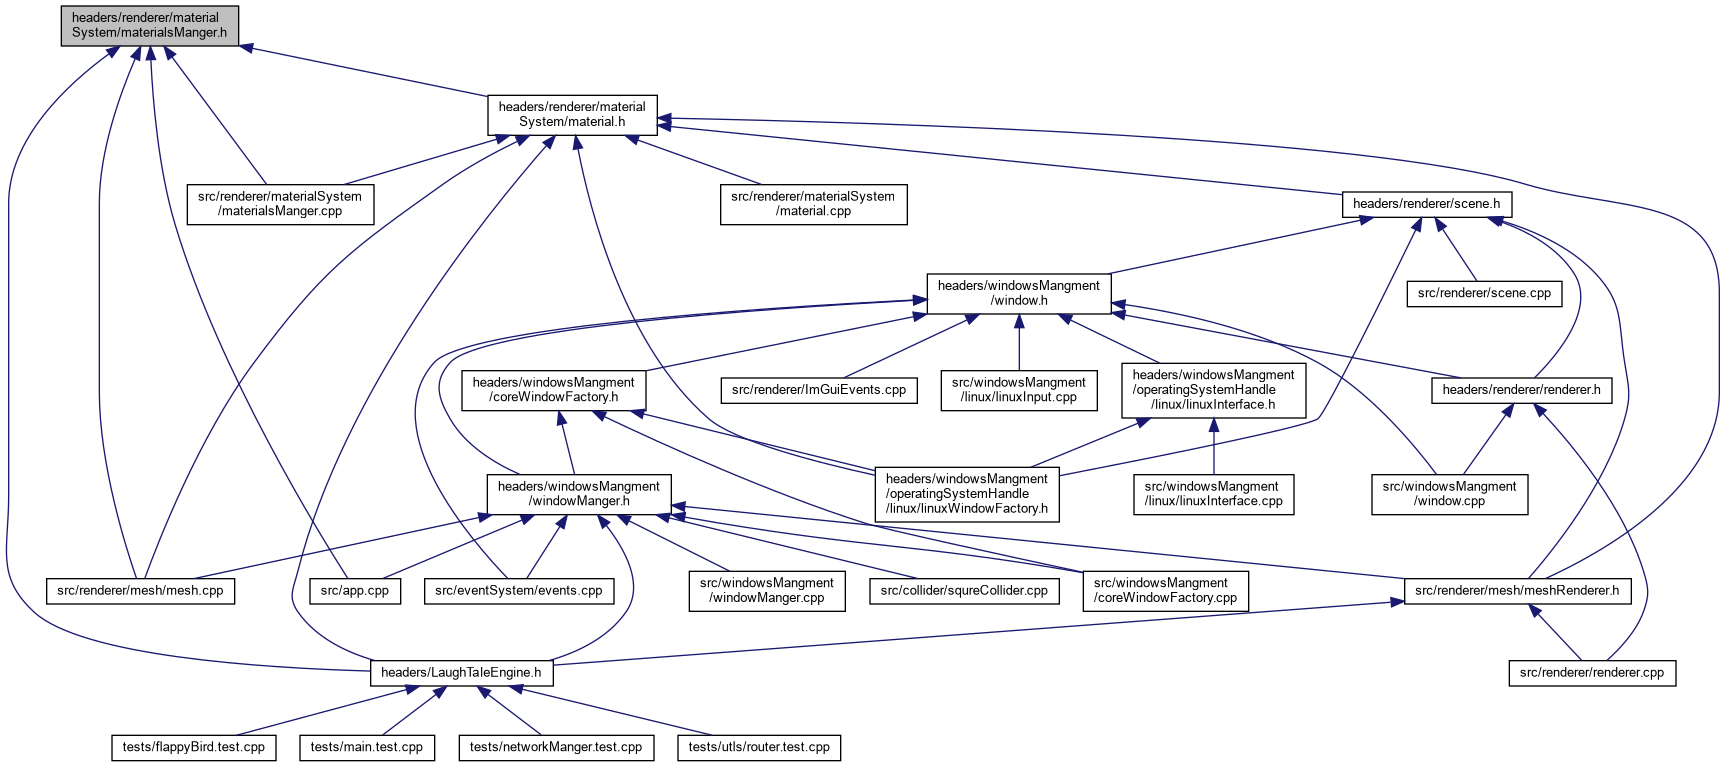 headers/renderer/material
System/materialsManger.h
headers/renderer/material
System/material.h
src/renderer/materialSystem
/materialsManger.cpp
src/renderer/materialSystem
/material.cpp
headers/renderer/scene.h
headers/windowsMangment
/window.h
src/renderer/scene.cpp
headers/windowsMangment
/coreWindowFactory.h
src/renderer/ImGuiEvents.cpp
src/windowsMangment
/linux/linuxInput.cpp
headers/windowsMangment
/operatingSystemHandle
/linux/linuxInterface.h
headers/renderer/renderer.h
headers/windowsMangment
/windowManger.h
headers/windowsMangment
/operatingSystemHandle
/linux/linuxWindowFactory.h
src/windowsMangment
/linux/linuxInterface.cpp
src/windowsMangment
/window.cpp
src/renderer/mesh/mesh.cpp
src/app.cpp
src/eventSystem/events.cpp
src/windowsMangment
/windowManger.cpp
src/collider/squreCollider.cpp
src/windowsMangment
/coreWindowFactory.cpp
src/renderer/mesh/meshRenderer.h
headers/LaughTaleEngine.h
src/renderer/renderer.cpp
tests/flappyBird.test.cpp
tests/main.test.cpp
tests/networkManger.test.cpp
tests/utls/router.test.cpp